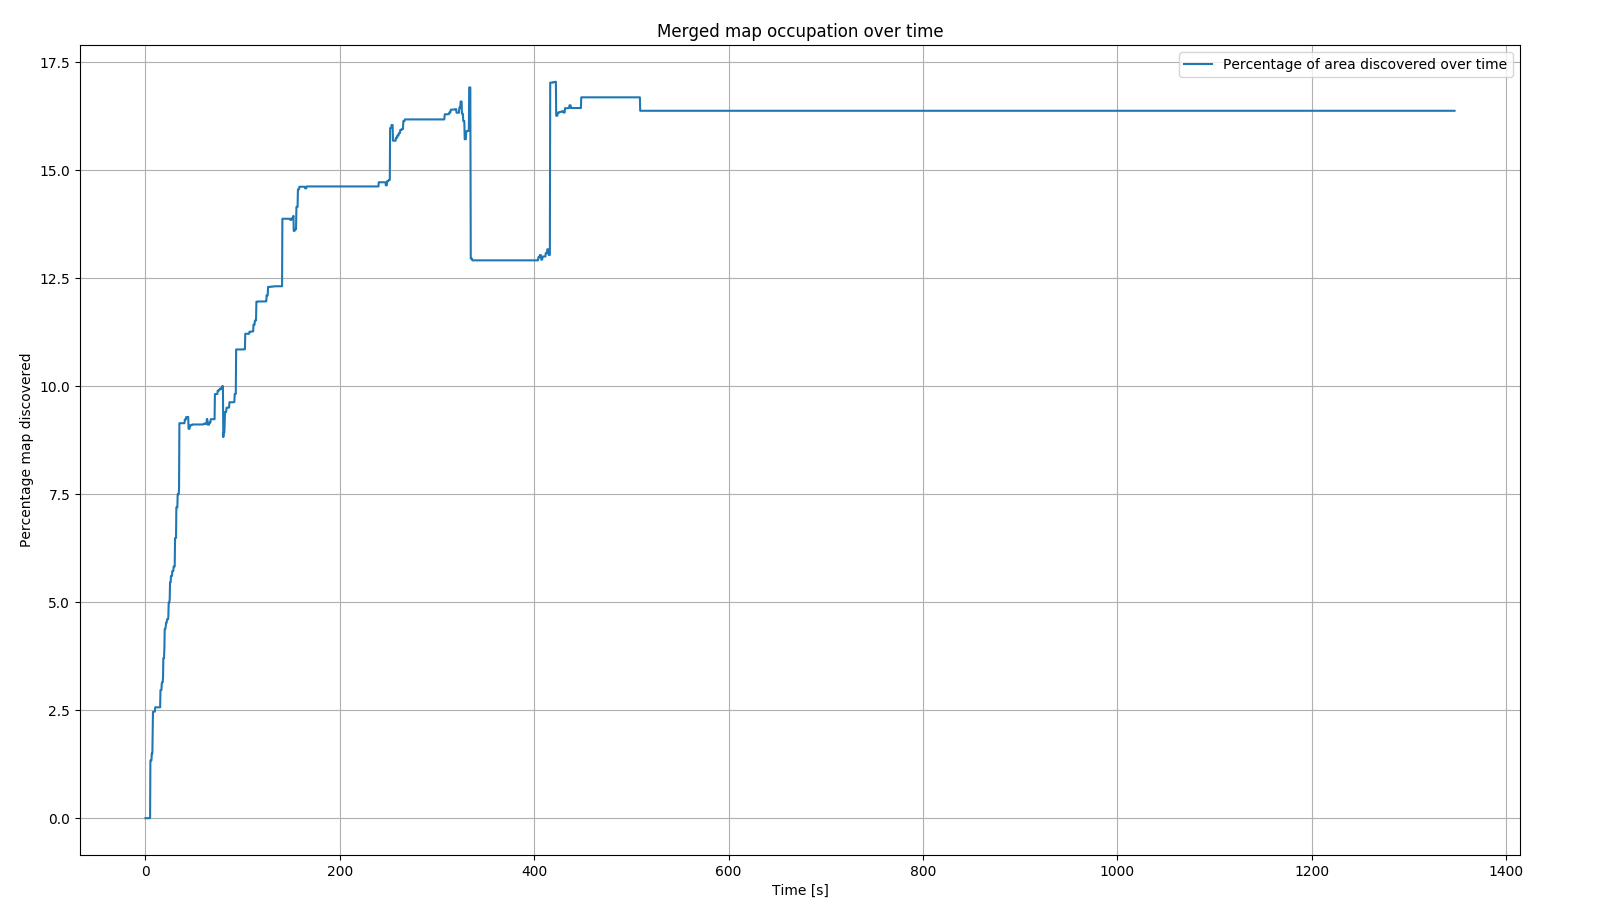 Merged map occupation over time
Percentage of area discovered over time
17.5
15.0
12.5
10.0
7.5
5.0
2.5
0.0
Percentage map discovered
0 200 400 600 800 1000 1200 1400
Time [s]